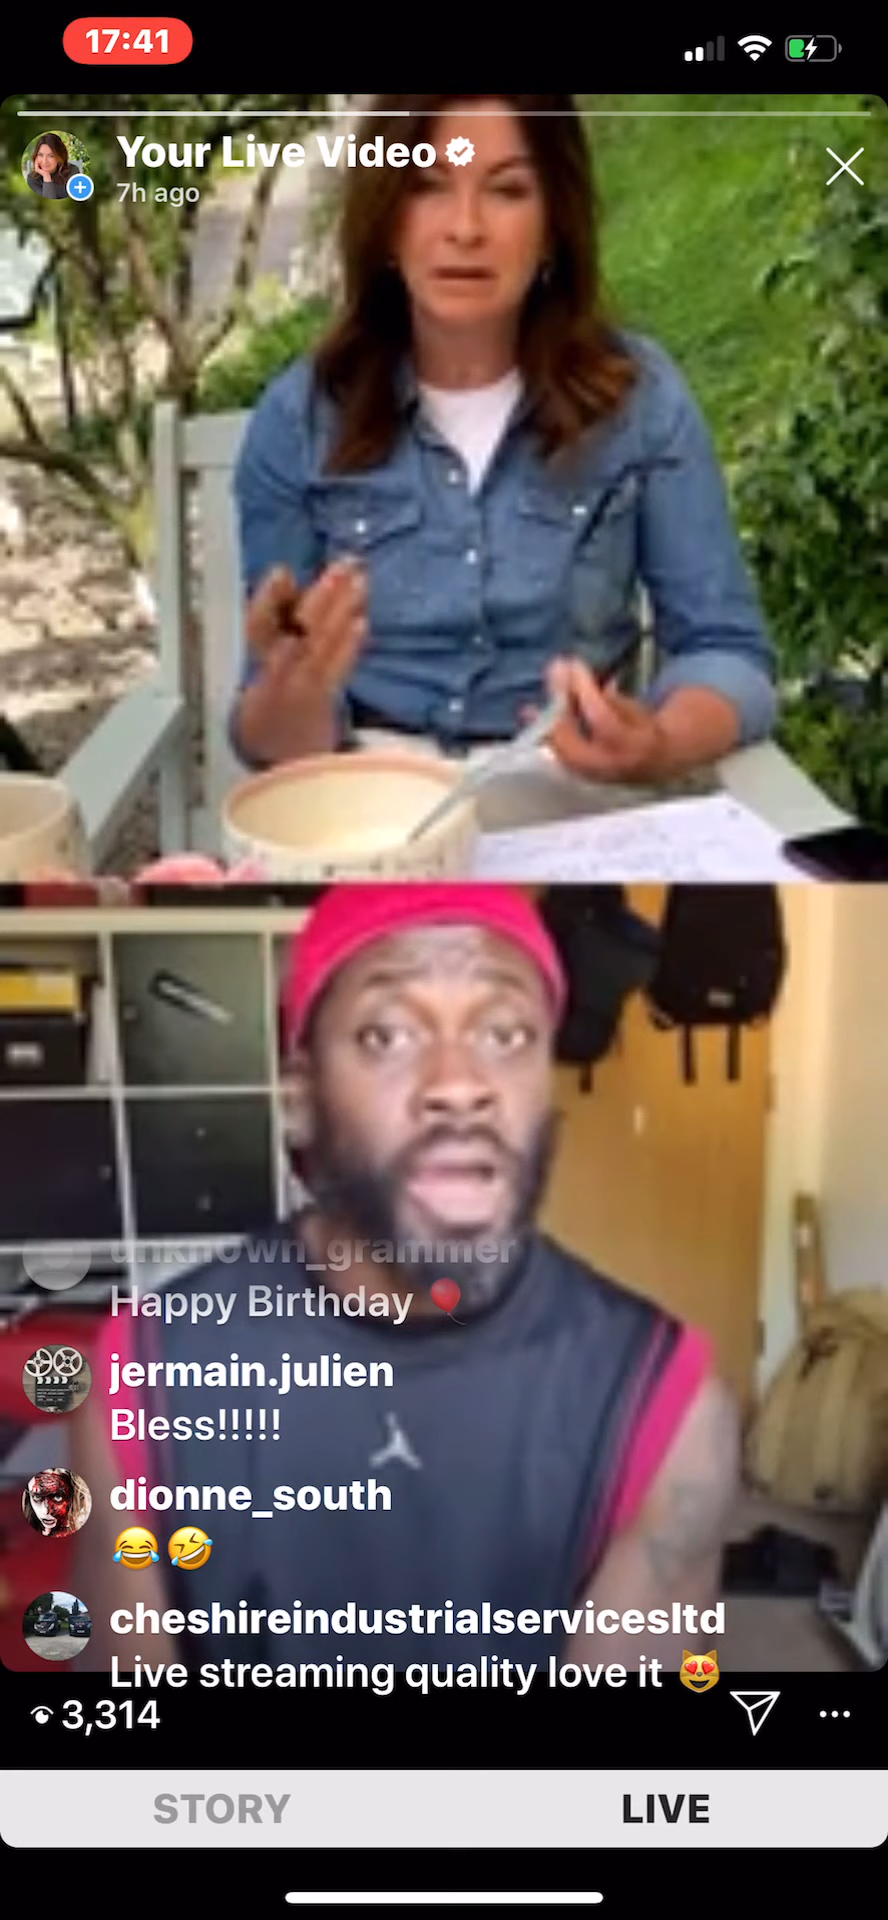 17:41
Your Live Video
7h ago
unknown_grammer
Happy Birthday 🎈
jermain.julien
Bless!!!!!
dionne_south
😂🤣
cheshireindustrialservicesltd
Live streaming quality love it 😻
3,314
STORY
LIVE